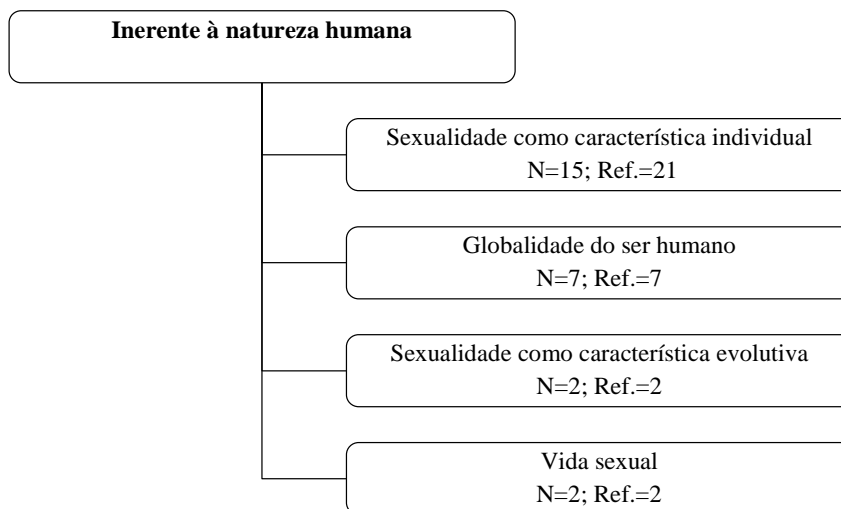 Inerente à natureza humana
Sexualidade como característica individual
N=15; Ref.=21
Globalidade do ser humano
N=7; Ref.=7
Sexualidade como característica evolutiva
N=2; Ref.=2
Vida sexual
N=2; Ref.=2